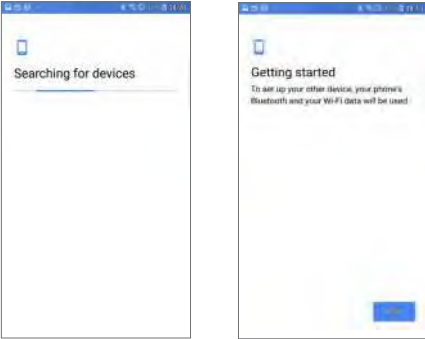 Searching for devices
Getting started
To set up your other device, your phone's
Bluetooth and your Wi-Fi data will be used